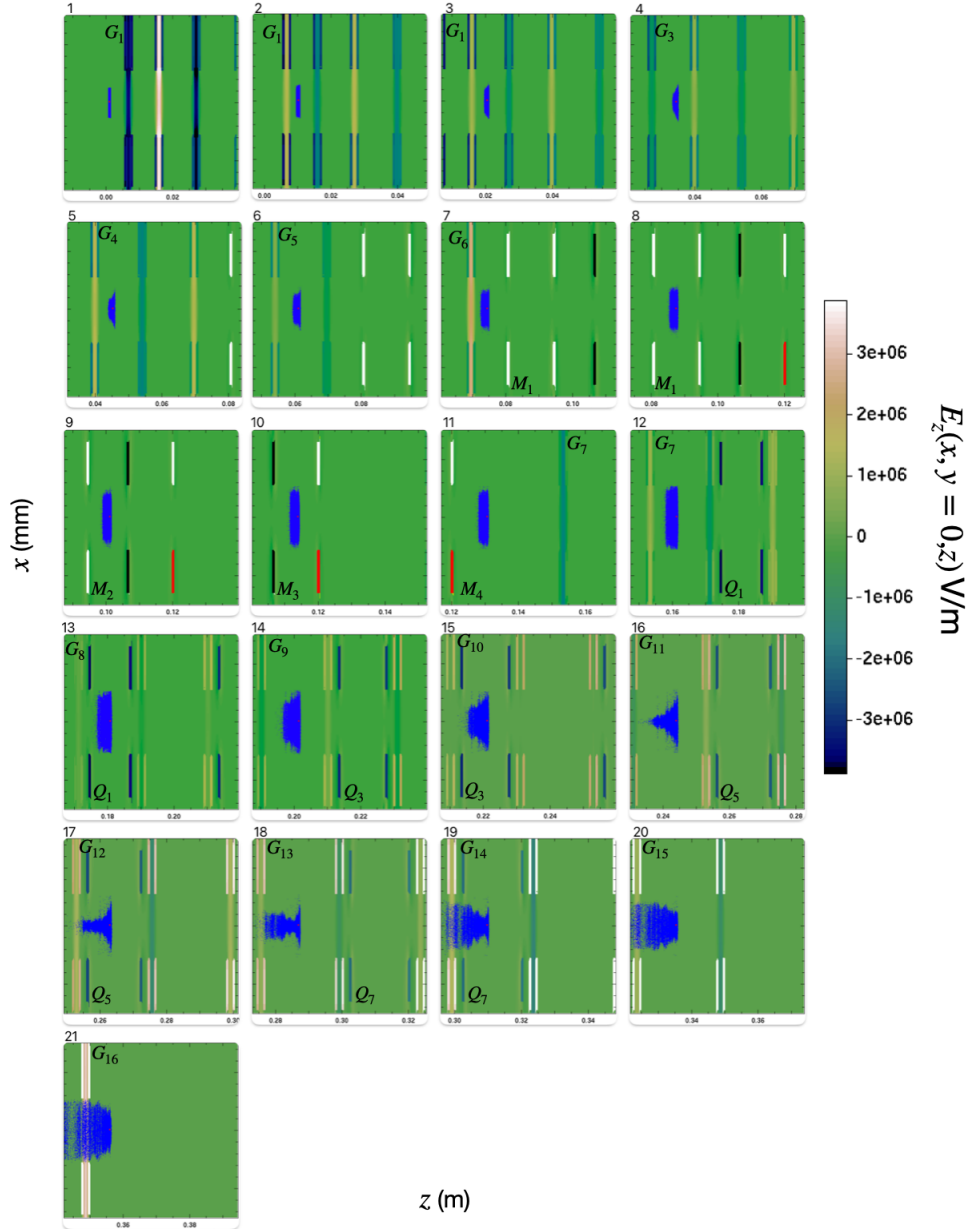 1
2
3
4
G1
G1
G1
G3
0.00 0.02
0.00 0.02 0.04
0.02 0.04
0.04 0.06
5
6
7
8
G4
G5
G6
M1
M1
0.04 0.06 0.08
0.06 0.08
0.08 0.10
0.08 0.10 0.12
9
10
11
12
G7
G7
M2
M3
M4
Q1
0.10 0.12
0.12 0.14
0.12 0.14 0.16
0.16 0.18
13
14
15
16
G8
G9
G10
G11
Q1
Q3
Q3
Q5
0.18 0.20
0.20 0.22
0.22 0.24
0.24 0.26 0.28
17
18
19
20
G12
G13
G14
G15
Q5
Q7
Q7
0.26 0.28 0.30
0.28 0.30 0.32
0.30 0.32 0.34
0.34 0.36
21
G16
0.36 0.38
x (mm)
z (m)
3e+06
2e+06
1e+06
0
-1e+06
-2e+06
-3e+06
Ez(x, y = 0,z) V/m